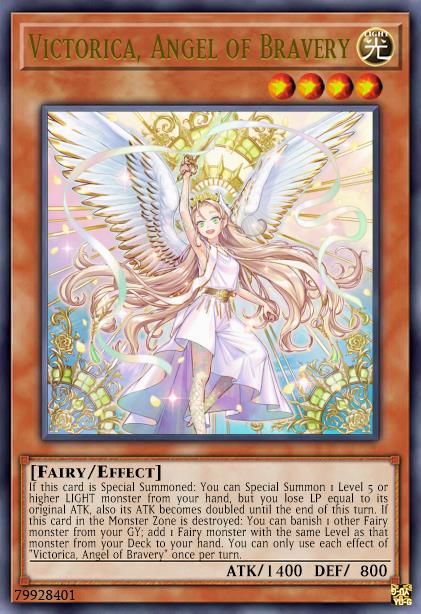 VICTORICA, ANGEL OF BRAVERY
LIGHT
光
[FAIRY/EFFECT]
If this card is Special Summoned: You can Special Summon 1 Level 5 or
higher LIGHT monster from your hand, but you lose LP equal to its
original ATK, also its ATK becomes doubled until the end of this turn. If
this card in the Monster Zone is destroyed: You can banish 1 other Fairy
monster from your GY; add 1 Fairy monster with the same Level as that
monster from your Deck to your hand. You can only use each effect of
"Victorica, Angel of Bravery" once per turn.
ATK/1400 DEF/ 800
79928401